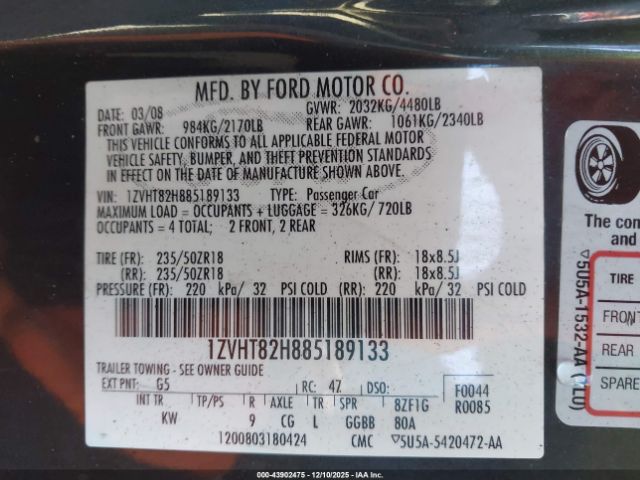 MFD. BY FORD MOTOR CO.
DATE: 03/08 GVWR: 2032KG/4480LB
FRONT GAWR: 984KG/2170LB REAR GAWR: 1061KG/2340LB
THIS VEHICLE CONFORMS TO ALL APPLICABLE FEDERAL MOTOR
VEHICLE SAFETY, BUMPER, AND THEFT PREVENTION STANDARDS
IN EFFECT ON THE DATE OF MANUFACTURE SHOWN ABOVE.
VIN: 1ZVHT82H885189133 TYPE: Passenger Car
MAXIMUM LOAD = OCCUPANTS + LUGGAGE = 326KG/720LB
OCCUPANTS = 4 TOTAL; 2 FRONT, 2 REAR
TIRE (FR): 235/50ZR18 RIMS (FR): 18x8.5J
(RR): 235/50ZR18 (RR): 18x8.5J
PRESSURE (FR): 220 kPa/ 32 PSI COLD (RR): 220 kPa/ 32 PSI COLD
1ZVHT82H885189133
TRAILER TOWING - SEE OWNER GUIDE
EXT PNT: G5 RC: 47 DSO: F0044
INT TR TP/PS R AXLE TR SPR 8ZF1G R0085
KW 9 CG L GGBB 80A
1200803180424 CMC 5U5A-5420472-AA
The con
and
TIRE
FRONT
REAR
SPARE
5U5A-1532-AA (LU)
000-43902475 - 12/10/2025 - IAA Inc.